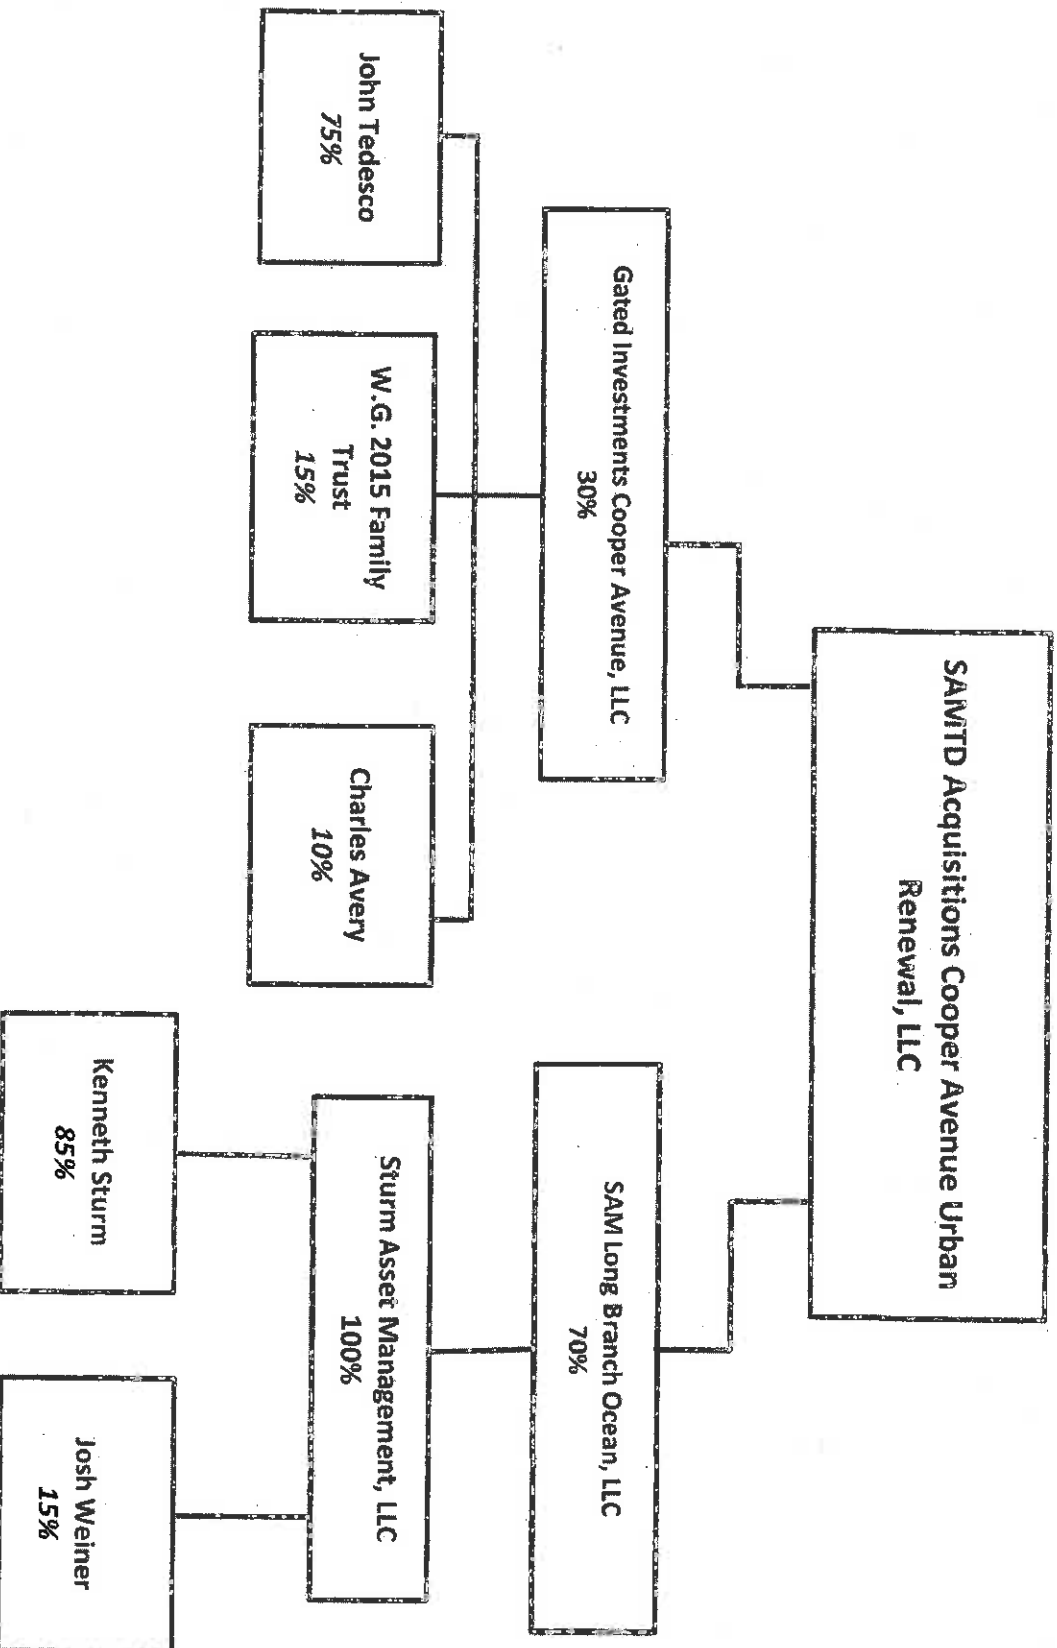 SAMTD Acquisitions Cooper Avenue Urban
Renewal, LLC
Gated Investments Cooper Avenue, LLC
30%
SAM Long Branch Ocean, LLC
70%
John Tedesco
75%
W.G. 2015 Family
Trust
15%
Charles Avery
10%
Sturm Asset Management, LLC
100%
Kenneth Sturm
85%
Josh Weiner
15%